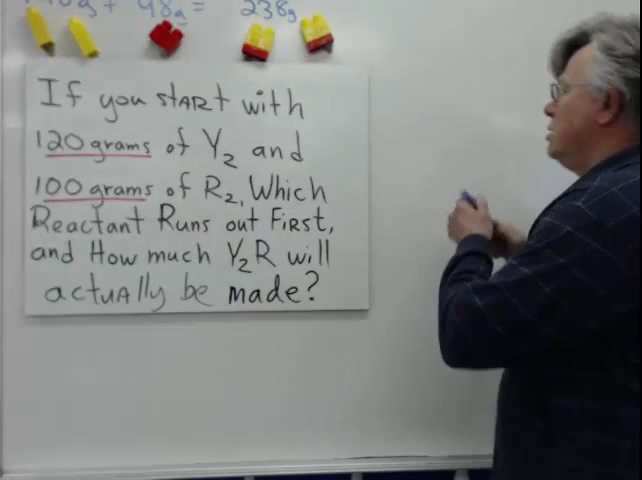 + 48g = 238g
If you START with
120 grams of Y2 and
100 grams of R2, Which
Reactant Runs out First,
and How much Y2R will
actually be made?